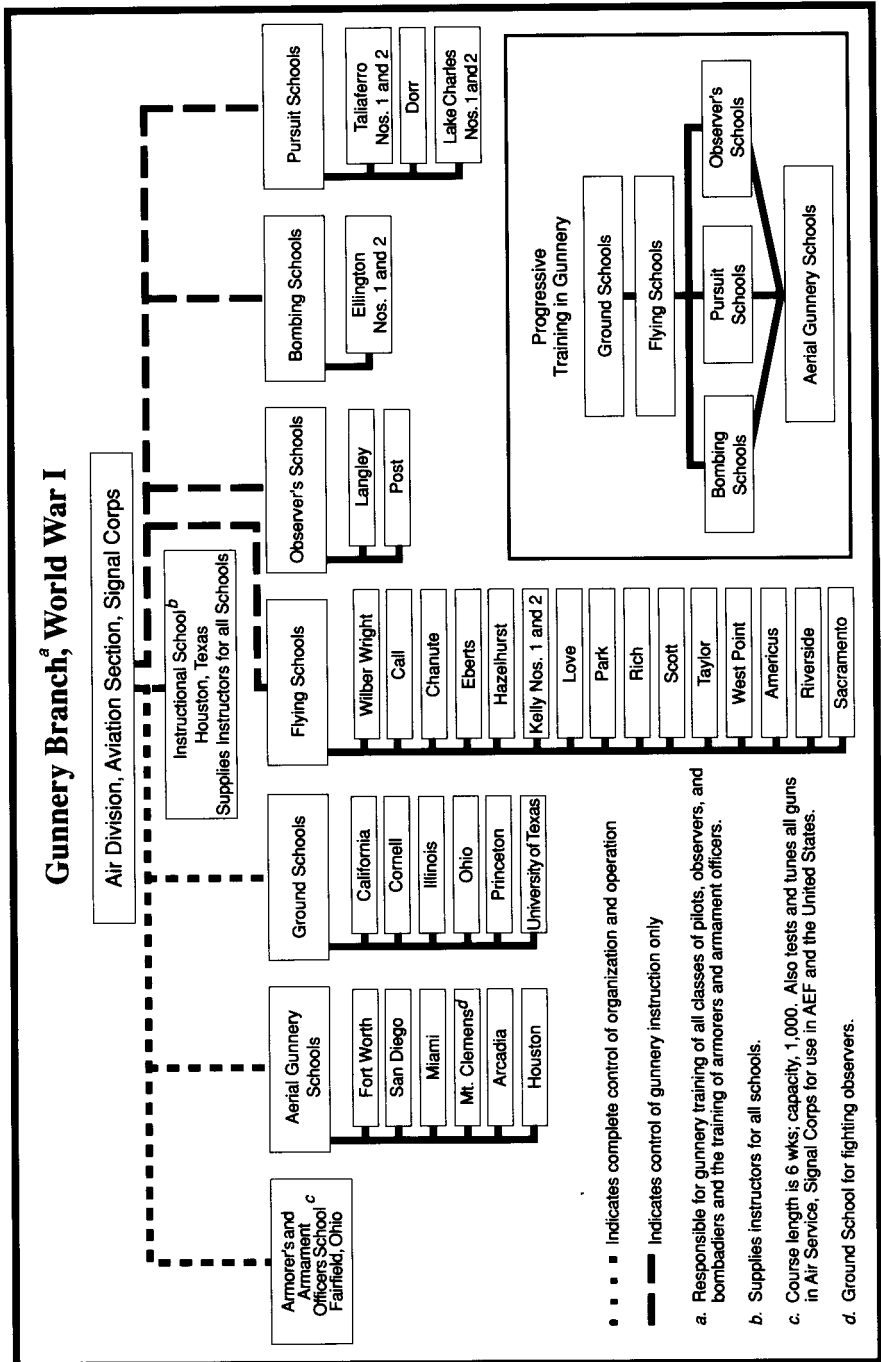 Gunnery Branch,a World War I
Air Division, Aviation Section, Signal Corps
Instructional Schoolb
Houston, Texas
Supplies Instructors for all Schools
Armorer's and
Armament
Officers Schoolc
Fairfield, Ohio
Aerial Gunnery
Schools
Fort Worth
San Diego
Miami
Mt. Clemensd
Arcadia
Houston
Ground Schools
California
Cornell
Illinois
Ohio
Princeton
University of Texas
Flying Schools
Wilber Wright
Call
Chanute
Eberts
Hazelhurst
Kelly Nos. 1 and 2
Love
Park
Rich
Scott
Taylor
West Point
Americus
Riverside
Sacramento
Observer's Schools
Langley
Post
Bombing Schools
Ellington
Nos. 1 and 2
Pursuit Schools
Taliaferro
Nos. 1 and 2
Dorr
Lake Charles
Nos. 1 and 2
Indicates complete control of organization and operation
Indicates control of gunnery instruction only
a. Responsible for gunnery training of all classes of pilots, observers, and
bombadiers and the training of armorers and armament officers.
b. Supplies instructors for all schools.
c. Course length is 6 wks; capacity, 1,000. Also tests and tunes all guns
in Air Service, Signal Corps for use in AEF and the United States.
d. Ground School for fighting observers.
Progressive
Training in Gunnery
Ground Schools
Flying Schools
Bombing
Schools
Pursuit
Schools
Observer's
Schools
Aerial Gunnery Schools